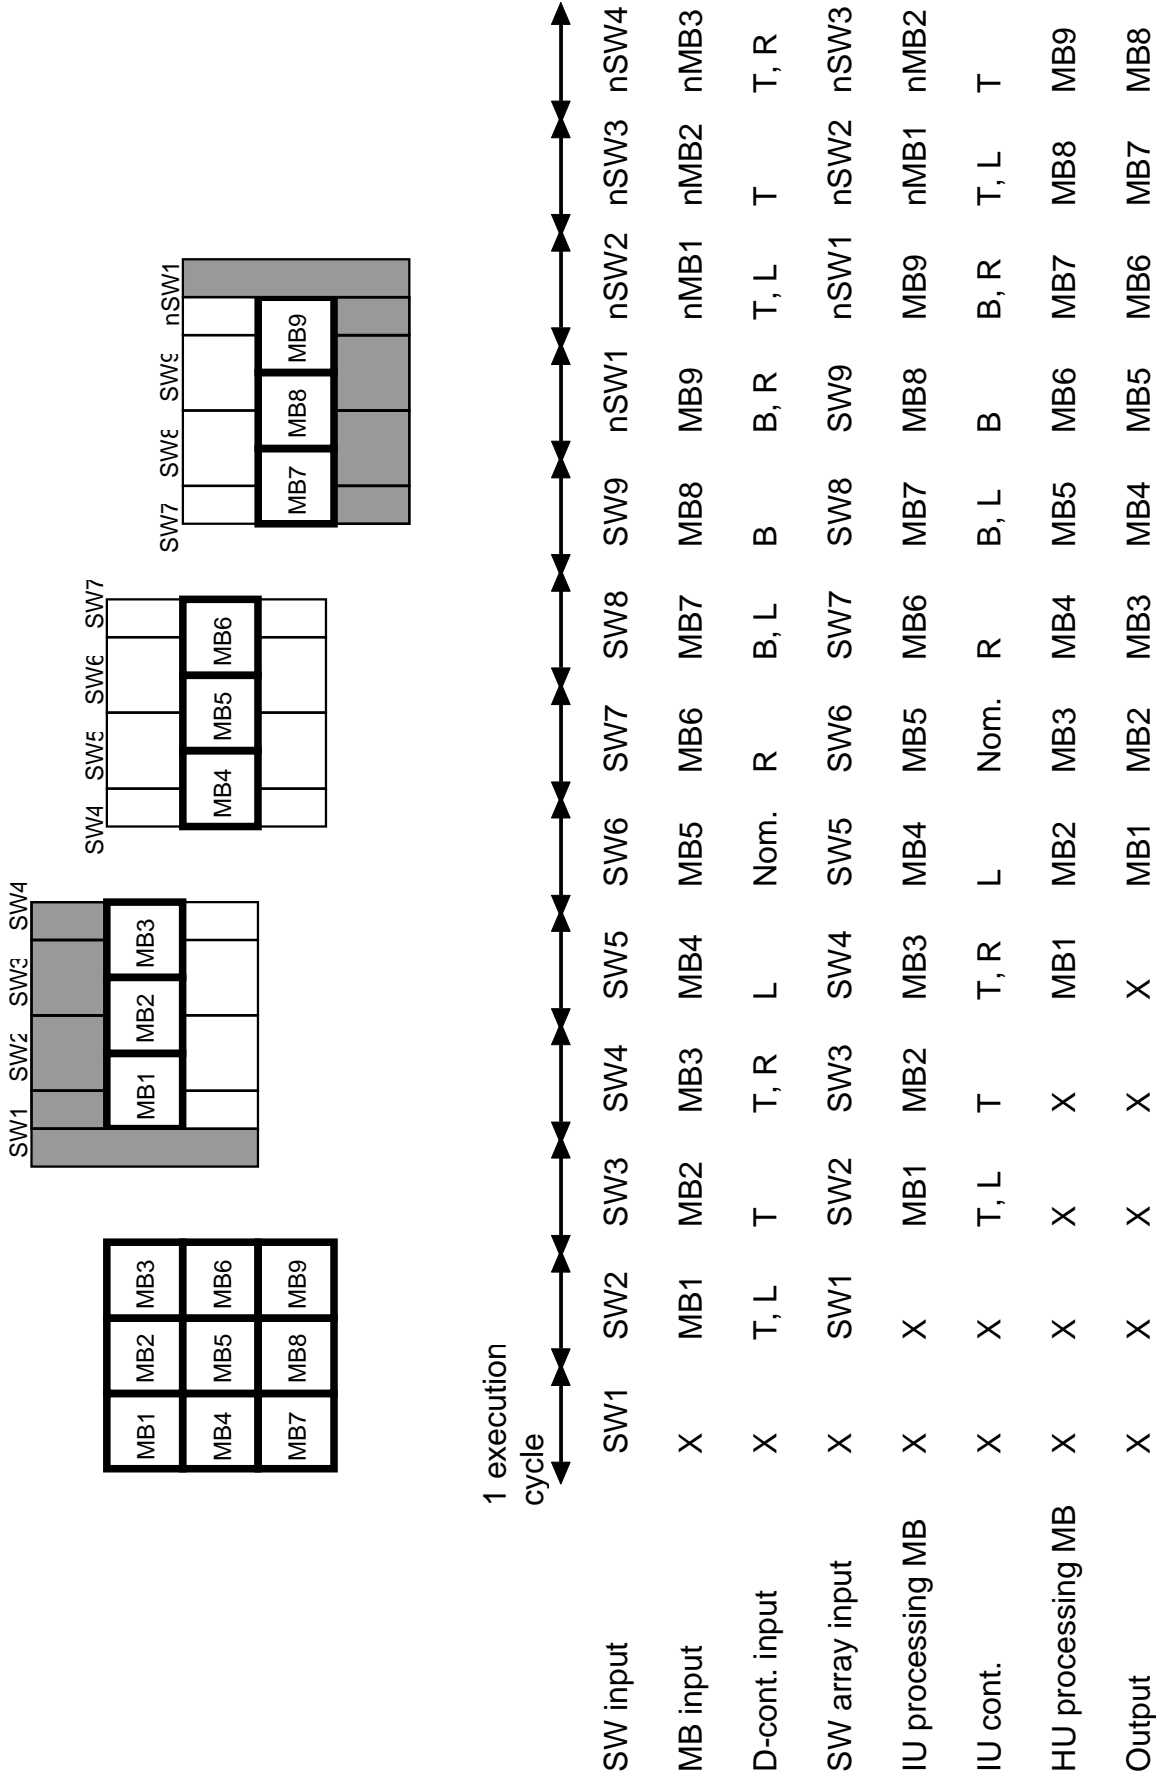 SW1 SW2 SW3 SW4
SW4 SW5 SW6 SW7
SW7 SW8 SW9 nSW1
MB1 MB2 MB3
MB4 MB5 MB6
MB7 MB8 MB9
MB1 MB2 MB3
MB4 MB5 MB6
MB7 MB8 MB9
1 execution
cycle
SW input SW1 SW2 SW3 SW4 SW5 SW6 SW7 SW8 SW9 nSW1 nSW2 nSW3 nSW4
MB input X MB1 MB2 MB3 MB4 MB5 MB6 MB7 MB8 MB9 nMB1 nMB2 nMB3
D-cont. input X T, L T T, R L Nom. R B, L B B, R T, L T T, R
SW array input X SW1 SW2 SW3 SW4 SW5 SW6 SW7 SW8 SW9 nSW1 nSW2 nSW3
IU processing MB X X MB1 MB2 MB3 MB4 MB5 MB6 MB7 MB8 MB9 nMB1 nMB2
IU cont. X X T, L T T, R L Nom. R B, L B B, R T, L T
HU processing MB X X X X MB1 MB2 MB3 MB4 MB5 MB6 MB7 MB8 MB9
Output X X X X X MB1 MB2 MB3 MB4 MB5 MB6 MB7 MB8